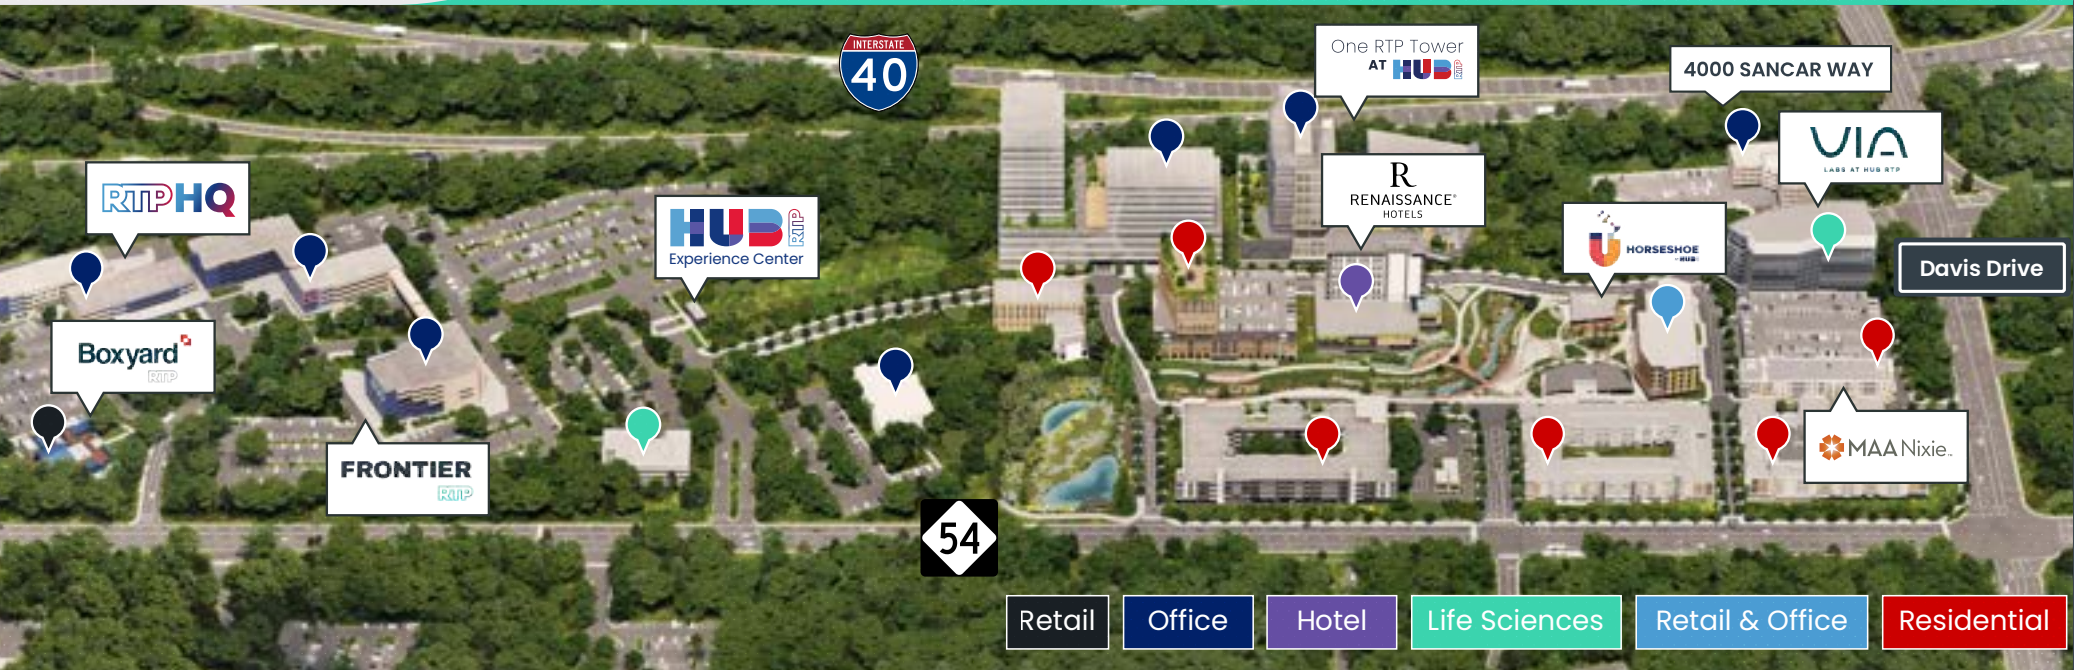 INTERSTATE
40
One RTP Tower
AT HUB RTP
4000 SANCAR WAY
VIA
LABS AT HUB RTP
RTP HQ
HUB RTP
Experience Center
R
RENAISSANCE®
HOTELS
HORSESHOE
HUB
Davis Drive
Boxyard
RTP
FRONTIER
RTP
MAA Nixie
54
Retail
Office
Hotel
Life Sciences
Retail & Office
Residential